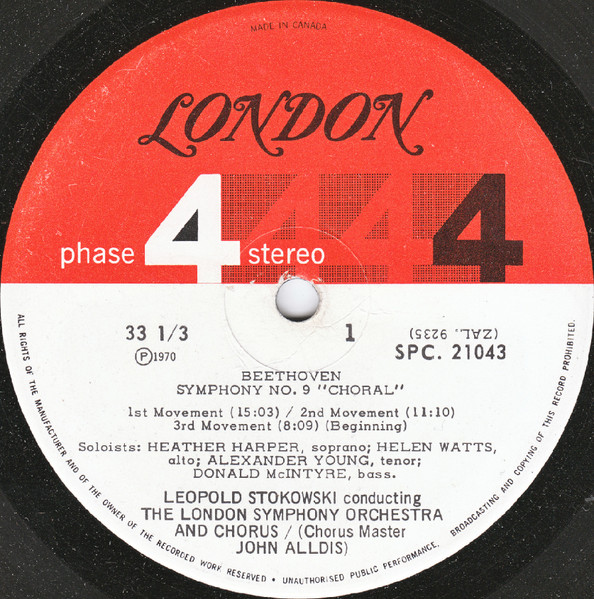 MADE IN CANADA
LONDON
phase 4 stereo 4
33 1/3 1 (ZAL. 9235)
Ⓟ1970 SPC. 21043
BEETHOVEN
SYMPHONY NO. 9 "CHORAL"
1st Movement (15:03) / 2nd Movement (11:10)
3rd Movement (8:09) (Beginning)
Soloists: HEATHER HARPER, soprano; HELEN WATTS,
alto; ALEXANDER YOUNG, tenor;
DONALD McINTYRE, bass.
LEOPOLD STOKOWSKI conducting
THE LONDON SYMPHONY ORCHESTRA
AND CHORUS / (Chorus Master
JOHN ALLDIS)
ALL RIGHTS OF THE MANUFACTURER AND OF THE OWNER OF THE RECORDED WORK RESERVED • UNAUTHORISED PUBLIC PERFORMANCE, BROADCASTING AND COPYING OF THIS RECORD PROHIBITED.